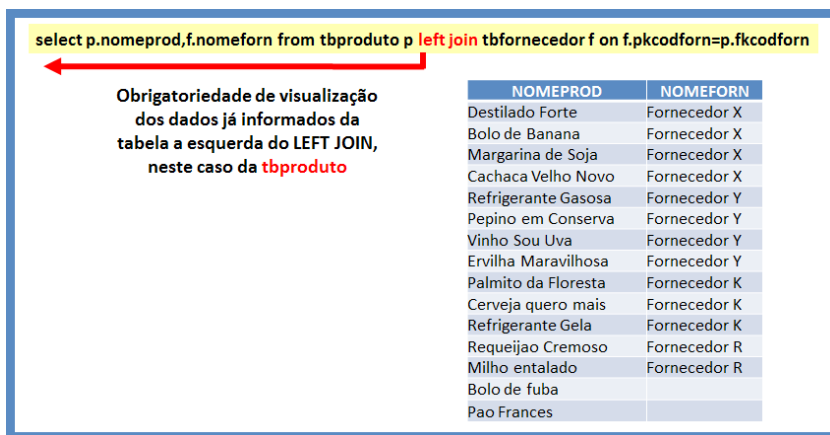 select p.nomeprod,f.nomeforn from tbproduto p left join tbfornecedor f on f.pkcodforn=p.fkcodforn
Obrigatoriedade de visualização
dos dados já informados da
tabela a esquerda do LEFT JOIN,
neste caso da tbproduto
NOMEPROD NOMEFORN
Destilado Forte Fornecedor X
Bolo de Banana Fornecedor X
Margarina de Soja Fornecedor X
Cachaca Velho Novo Fornecedor X
Refrigerante Gasosa Fornecedor Y
Pepino em Conserva Fornecedor Y
Vinho Sou Uva Fornecedor Y
Ervilha Maravilhosa Fornecedor Y
Palmito da Floresta Fornecedor K
Cerveja quero mais Fornecedor K
Refrigerante Gela Fornecedor K
Requeijao Cremoso Fornecedor R
Milho entalado Fornecedor R
Bolo de fuba
Pao Frances